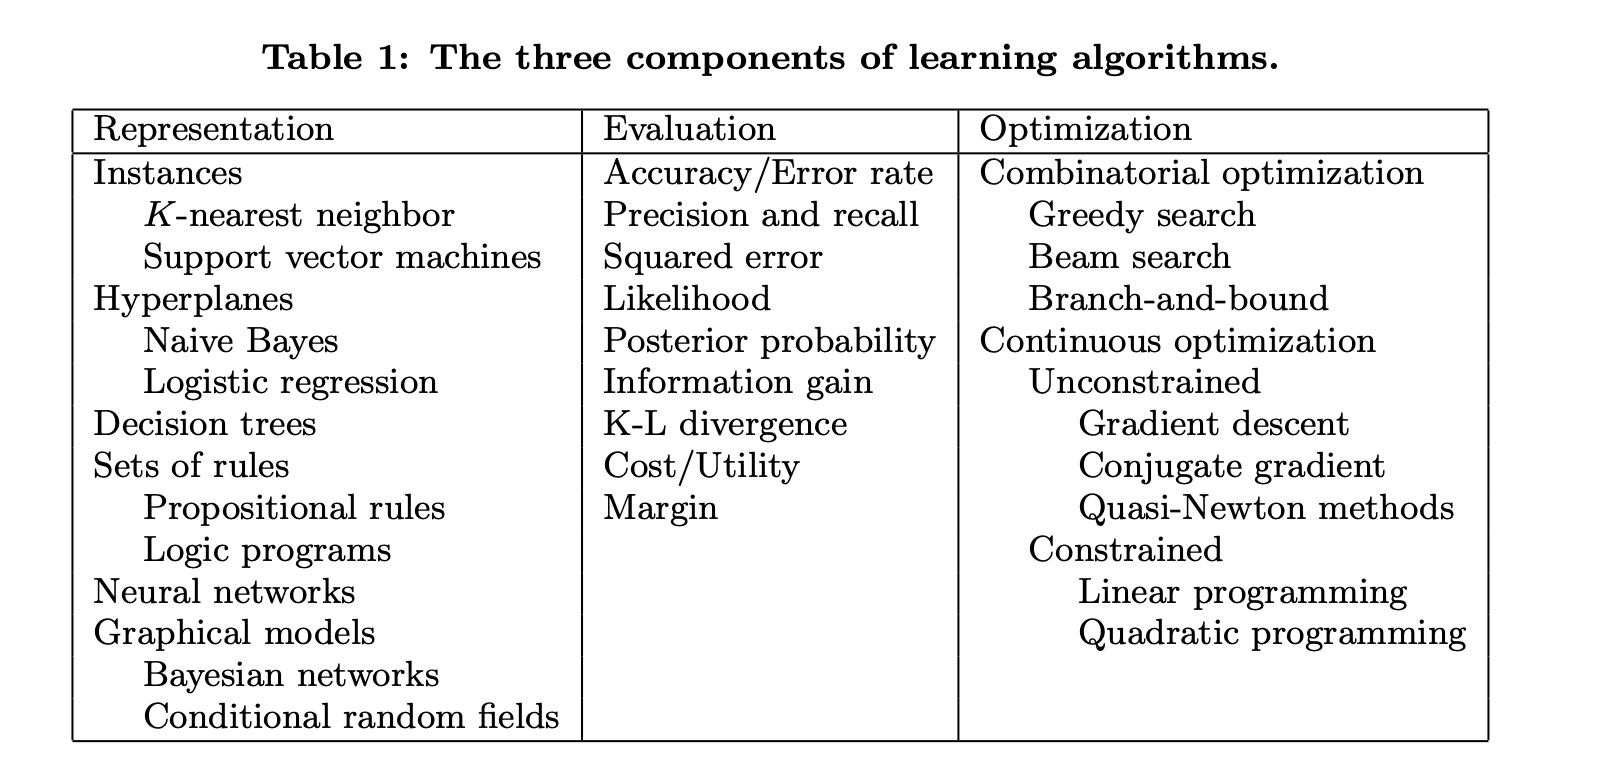 Table 1: The three components of learning algorithms.
Representation Evaluation Optimization
Instances Accuracy/Error rate Combinatorial optimization
K-nearest neighbor Precision and recall Greedy search
Support vector machines Squared error Beam search
Hyperplanes Likelihood Branch-and-bound
Naive Bayes Posterior probability Continuous optimization
Logistic regression Information gain Unconstrained
Decision trees K-L divergence Gradient descent
Sets of rules Cost/Utility Conjugate gradient
Propositional rules Margin Quasi-Newton methods
Logic programs Constrained
Neural networks Linear programming
Graphical models Quadratic programming
Bayesian networks
Conditional random fields